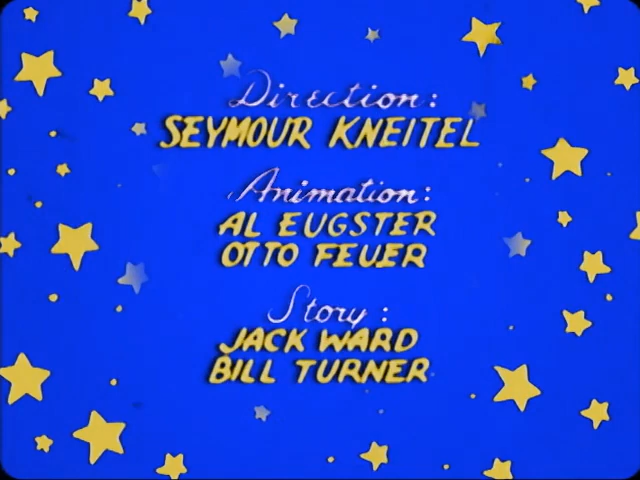 Direction:
SEYMOUR KNEITEL
Animation:
AL EUGSTER
OTTO FEUER
Story:
JACK WARD
BILL TURNER